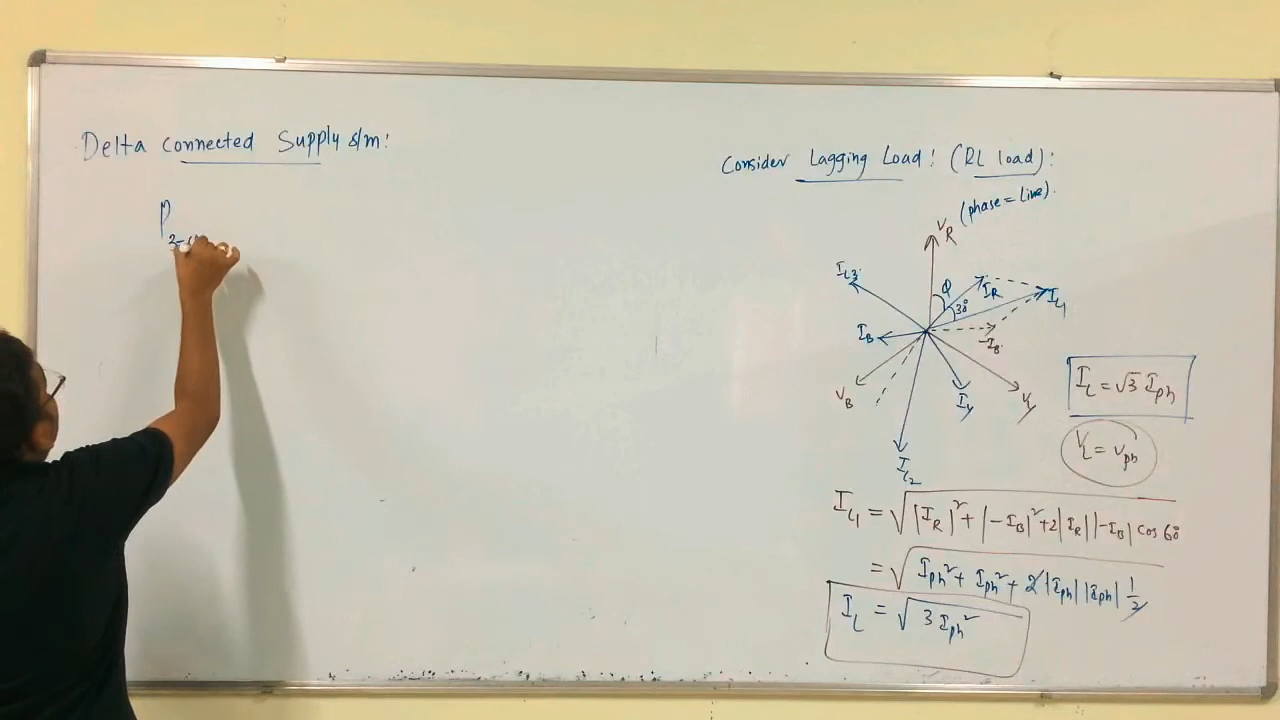 Delta connected Supply s/m:
P
Consider Lagging Load: (RL load):
(phase = line).
V_R
I_L3
φ
I_R
30°
I_L1
I_B
-I_B
V_B
I_Y
V_Y
I_L2
I_L = √3 I_ph
V_L = V_ph
I_L1 = √|I_R|² + |-I_B|² + 2|I_R||-I_B| cos 60
= √I_ph² + I_ph² + 2|I_ph||I_ph| 1/2
I_L = √3 I_ph²